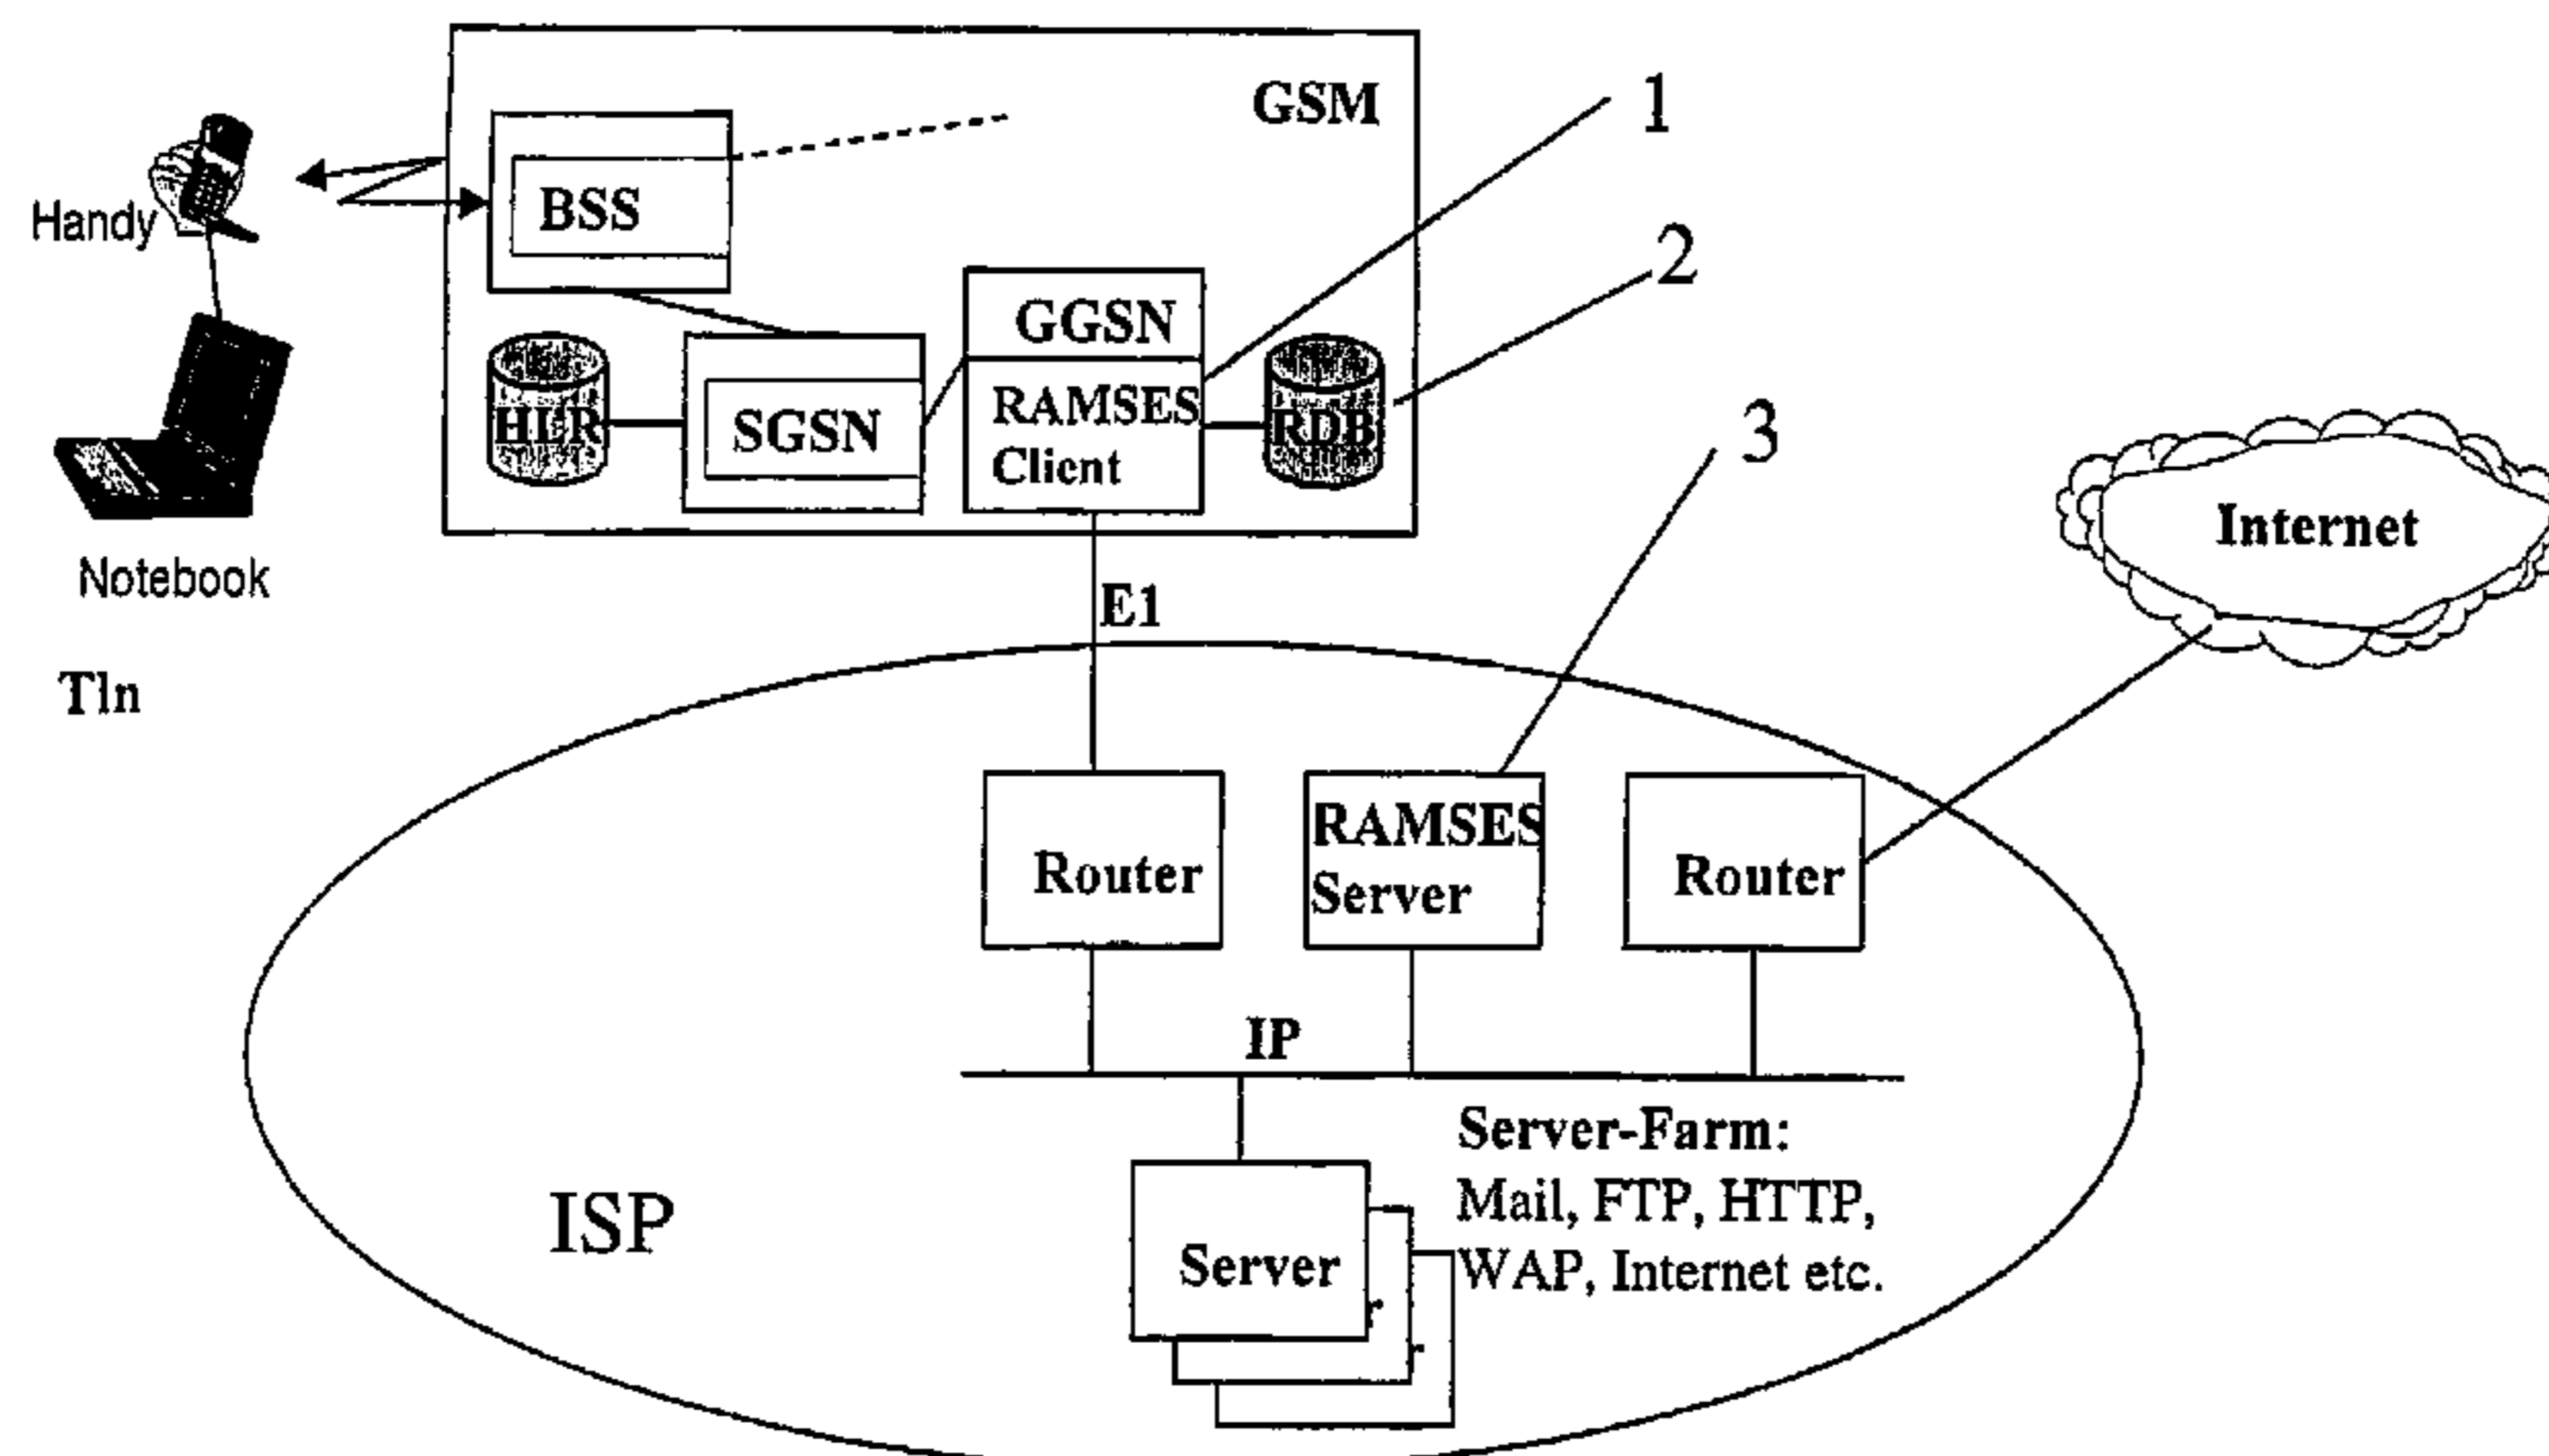 GSM
1
BSS
Handy
2
GGSN
RAMSES
Client
HLR
SGSN
RDB
3
Internet
Notebook
E1
Tln
Router
RAMSES
Server
Router
IP
Server-Farm:
Mail, FTP, HTTP,
WAP, Internet etc.
ISP
Server
r
r